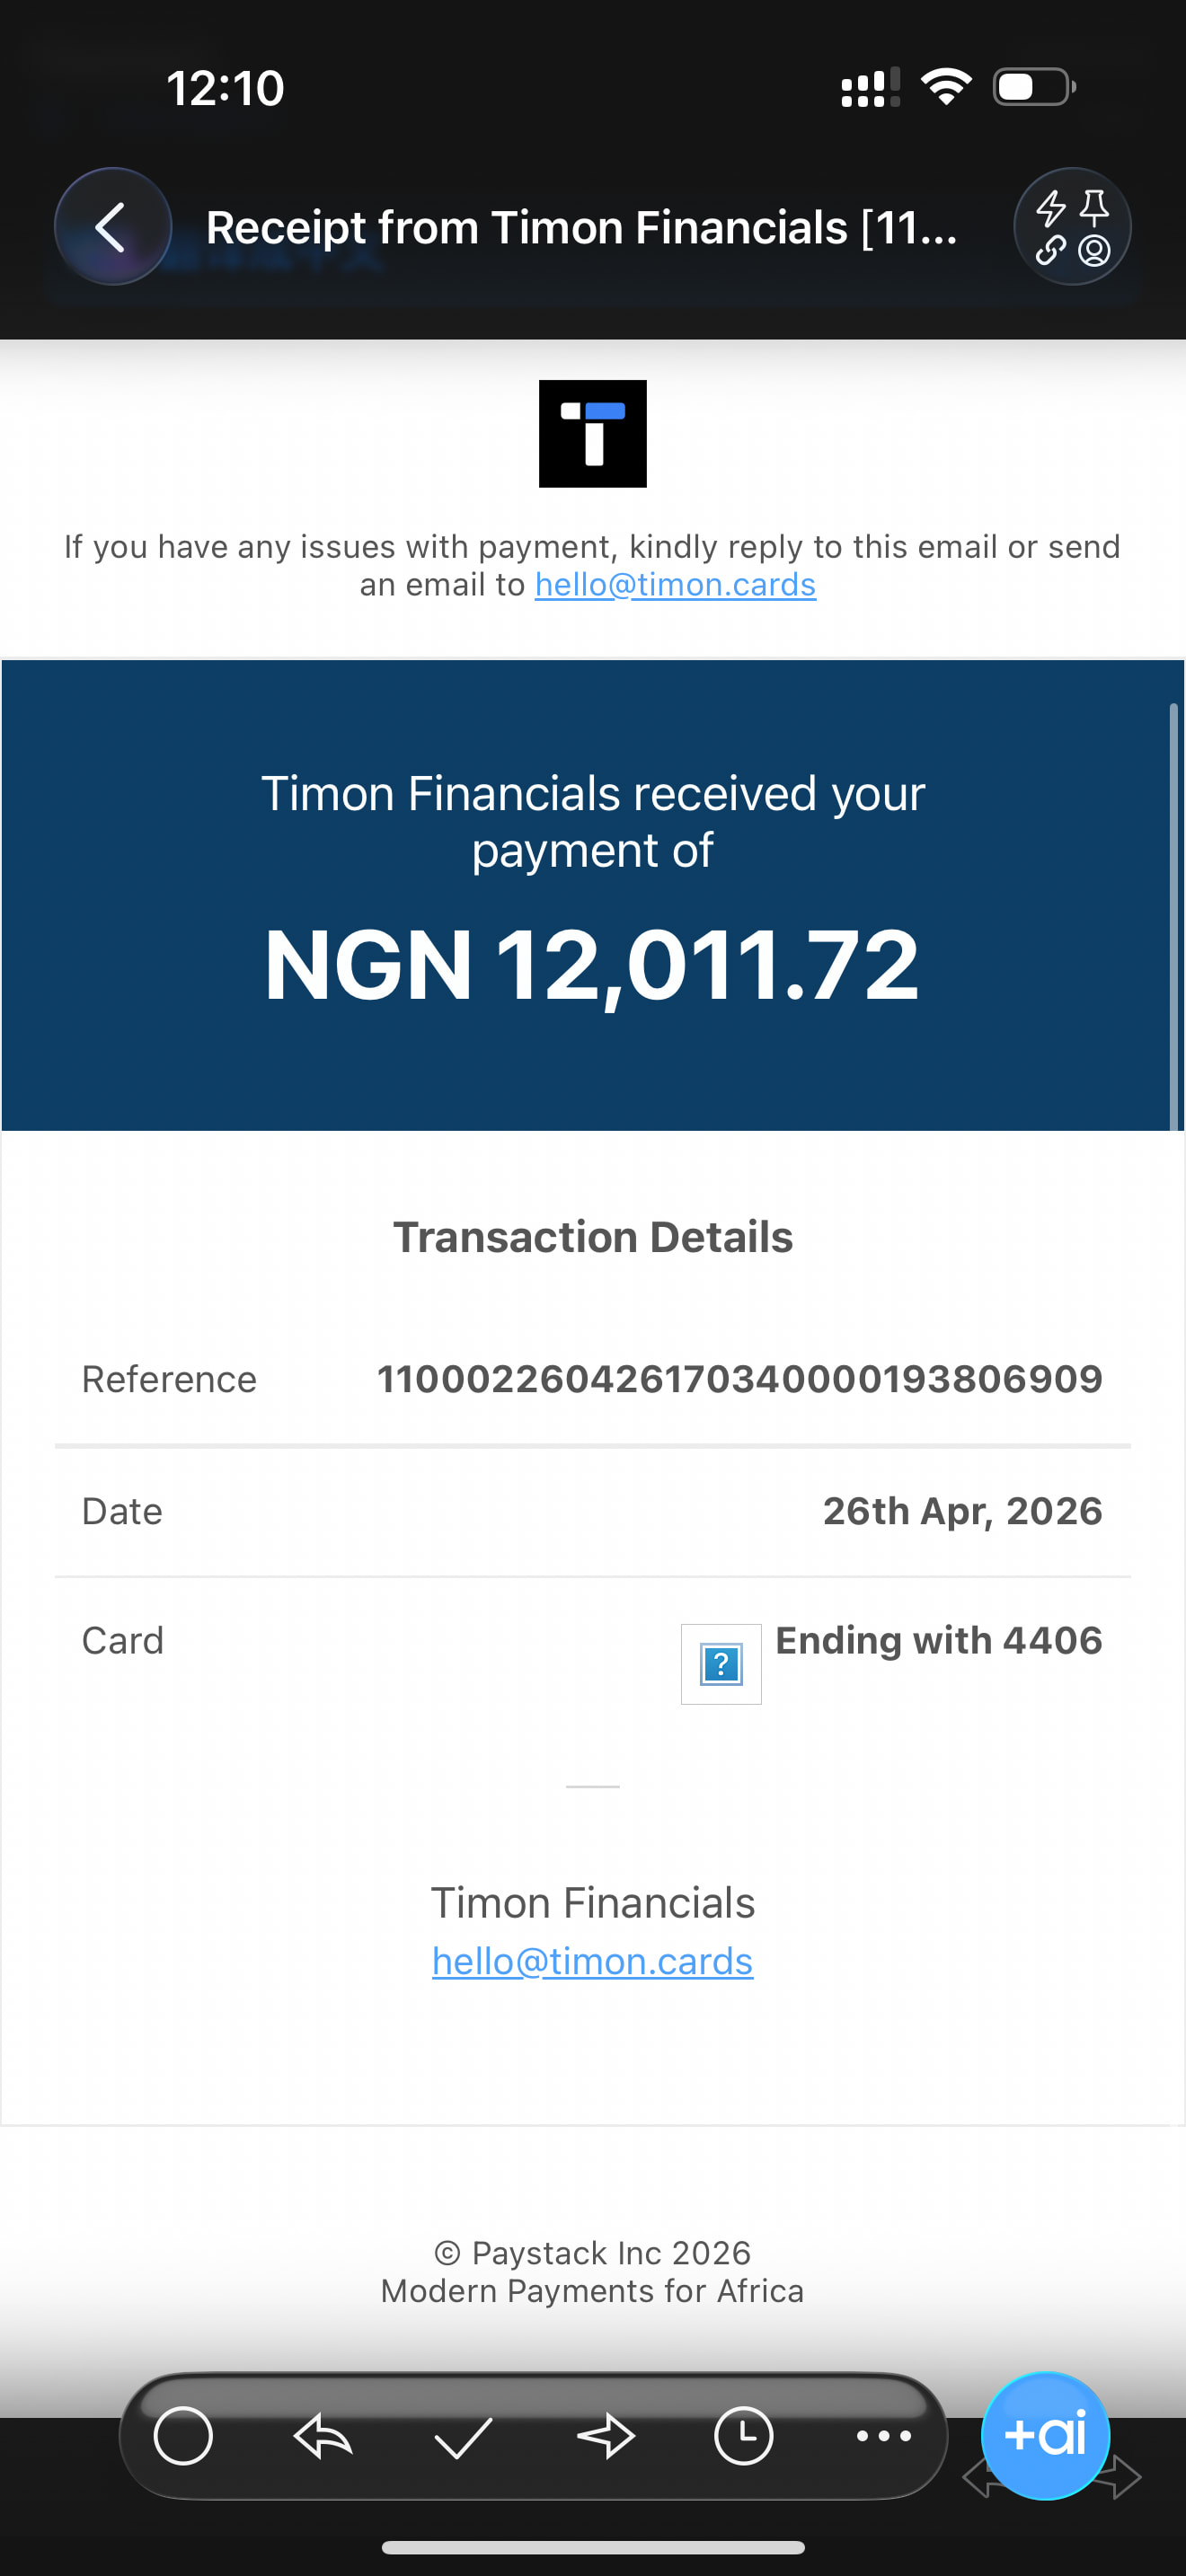 12:10
Receipt from Timon Financials [11...
If you have any issues with payment, kindly reply to this email or send
an email to hello@timon.cards
Timon Financials received your
payment of
NGN 12,011.72
Transaction Details
Reference 1100022604261703400001938​06909
Date 26th Apr, 2026
Card Ending with 4406
Timon Financials
hello@timon.cards
© Paystack Inc 2026
Modern Payments for Africa
+ai